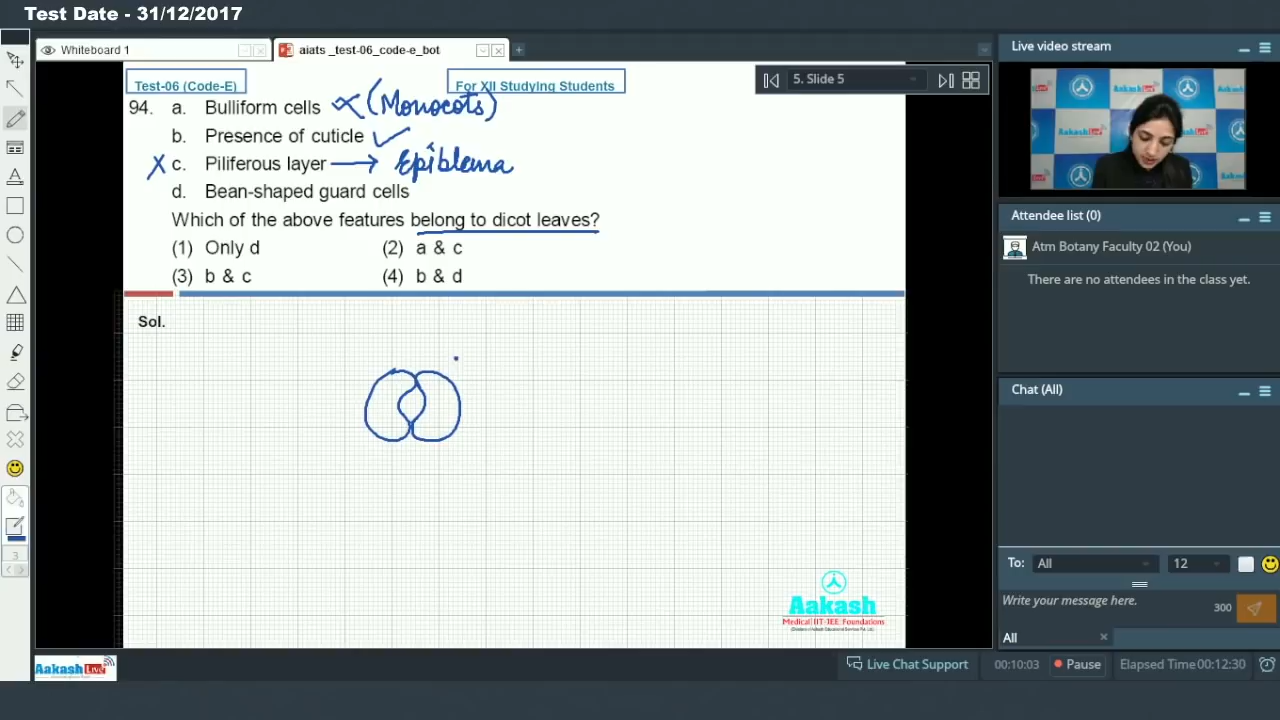 Test Date - 31/12/2017
Whiteboard 1
aiats _test-06_code-e_bot
Live video stream
Test-06 (Code-E)
For XII Studying Students
5. Slide 5
94. a. Bulliform cells (Monocots)
b. Presence of cuticle
X c. Piliferous layer → Epiblema
d. Bean-shaped guard cells
Which of the above features belong to dicot leaves?
(1) Only d (2) a & c
(3) b & c (4) b & d
Sol.
Aakash
Medical|IIT-JEE|Foundations
AakashLive
Attendee list (0)
Atm Botany Faculty 02 (You)
There are no attendees in the class yet.
Chat (All)
To: All 12
Write your message here. 300
All
3
Aakash Live
Live Chat Support 00:10:03 Pause Elapsed Time 00:12:30